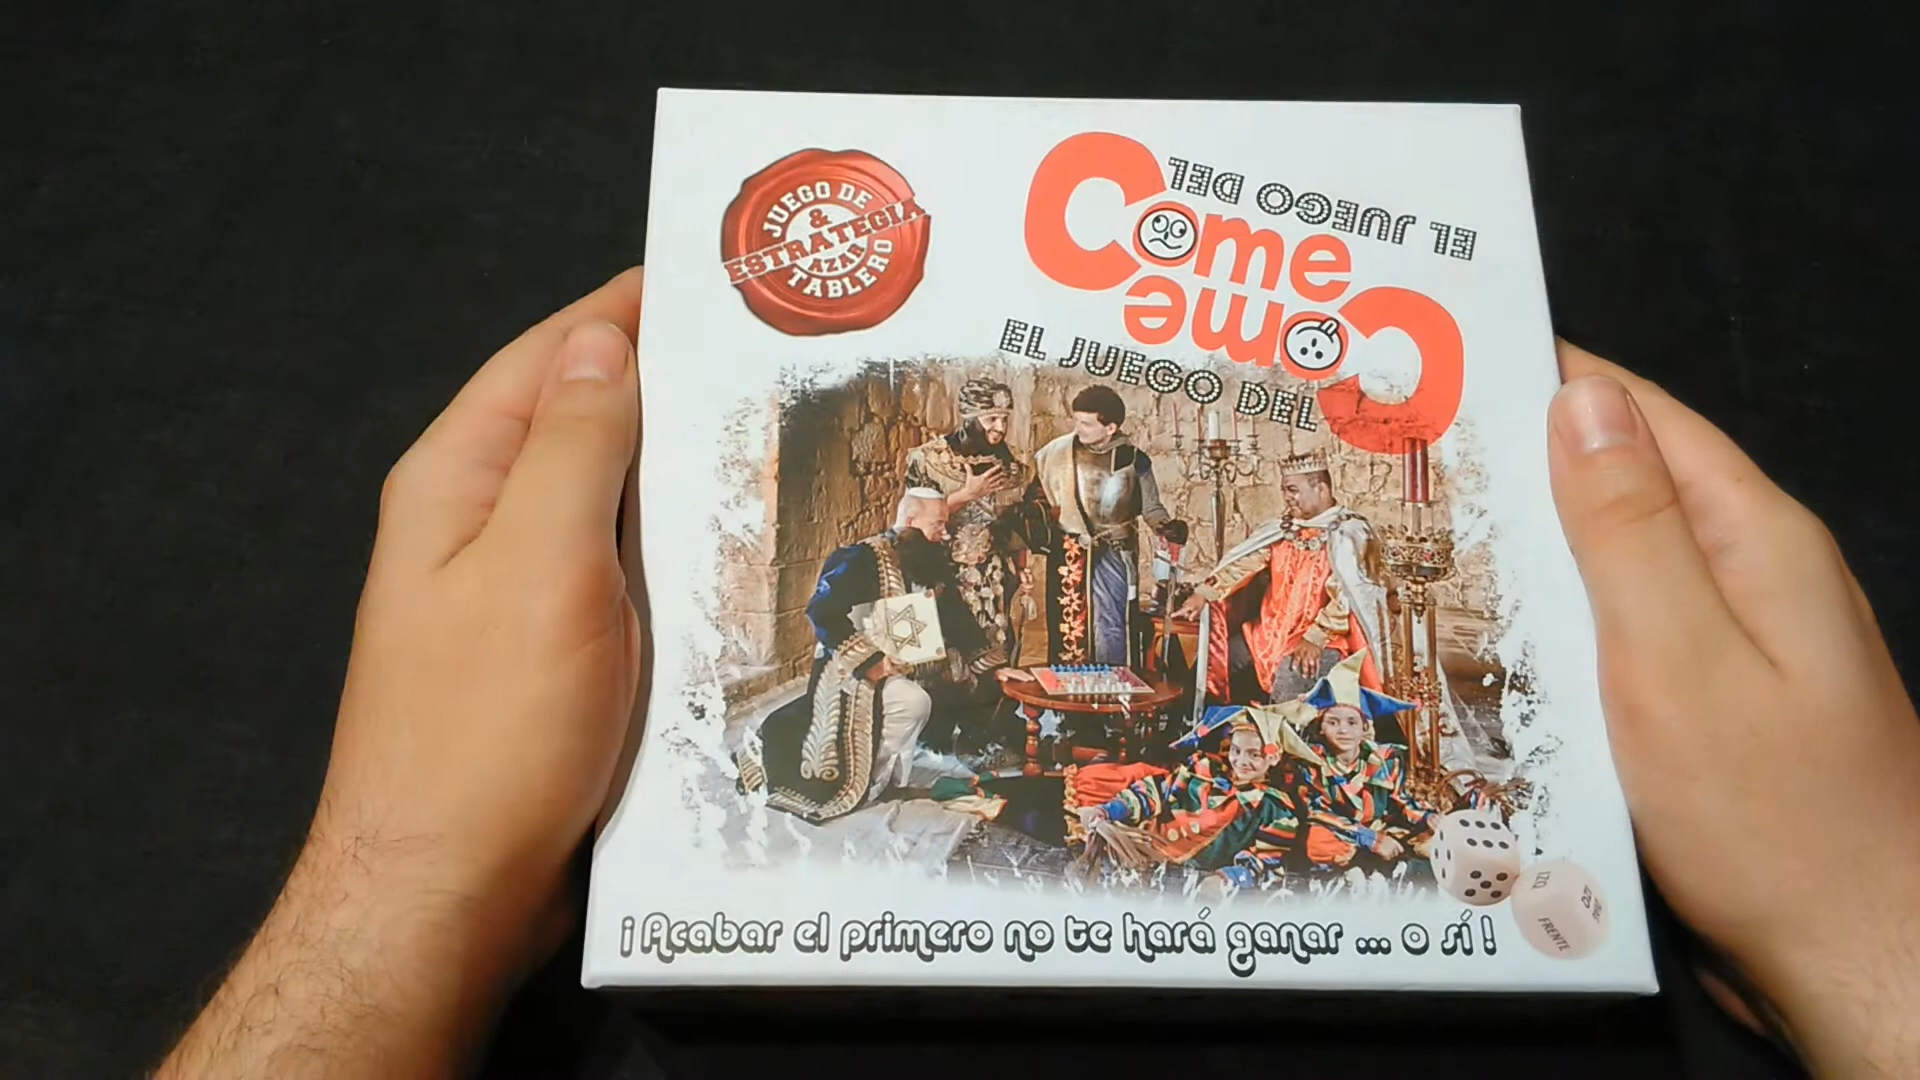 JUEGO DE
&
ESTRATEGIA
AZAR
TABLERO
EL JUEGO DEL
Come
Come
EL JUEGO DEL
¡Acabar el primero no te hará ganar ... o sí!
IZQ
FRENTE